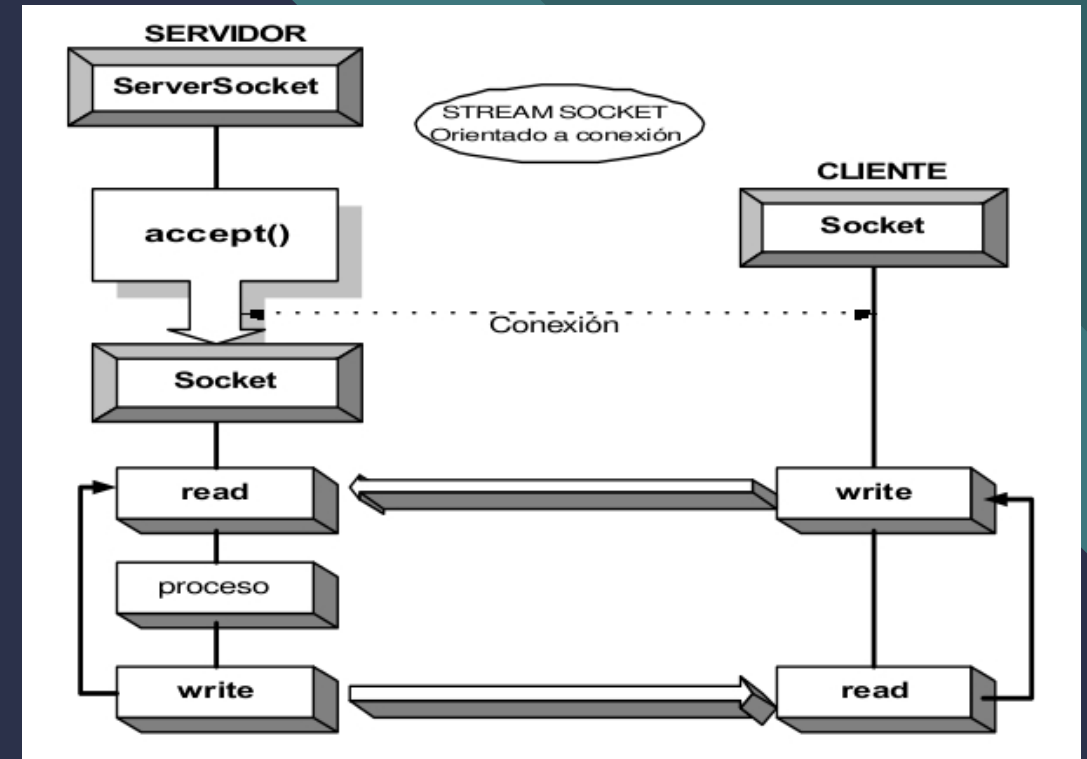 SERVIDOR
ServerSocket
STREAM SOCKET
Orientado a conexión
CLIENTE
Socket
accept()
Conexión
Socket
read
write
proceso
write
read